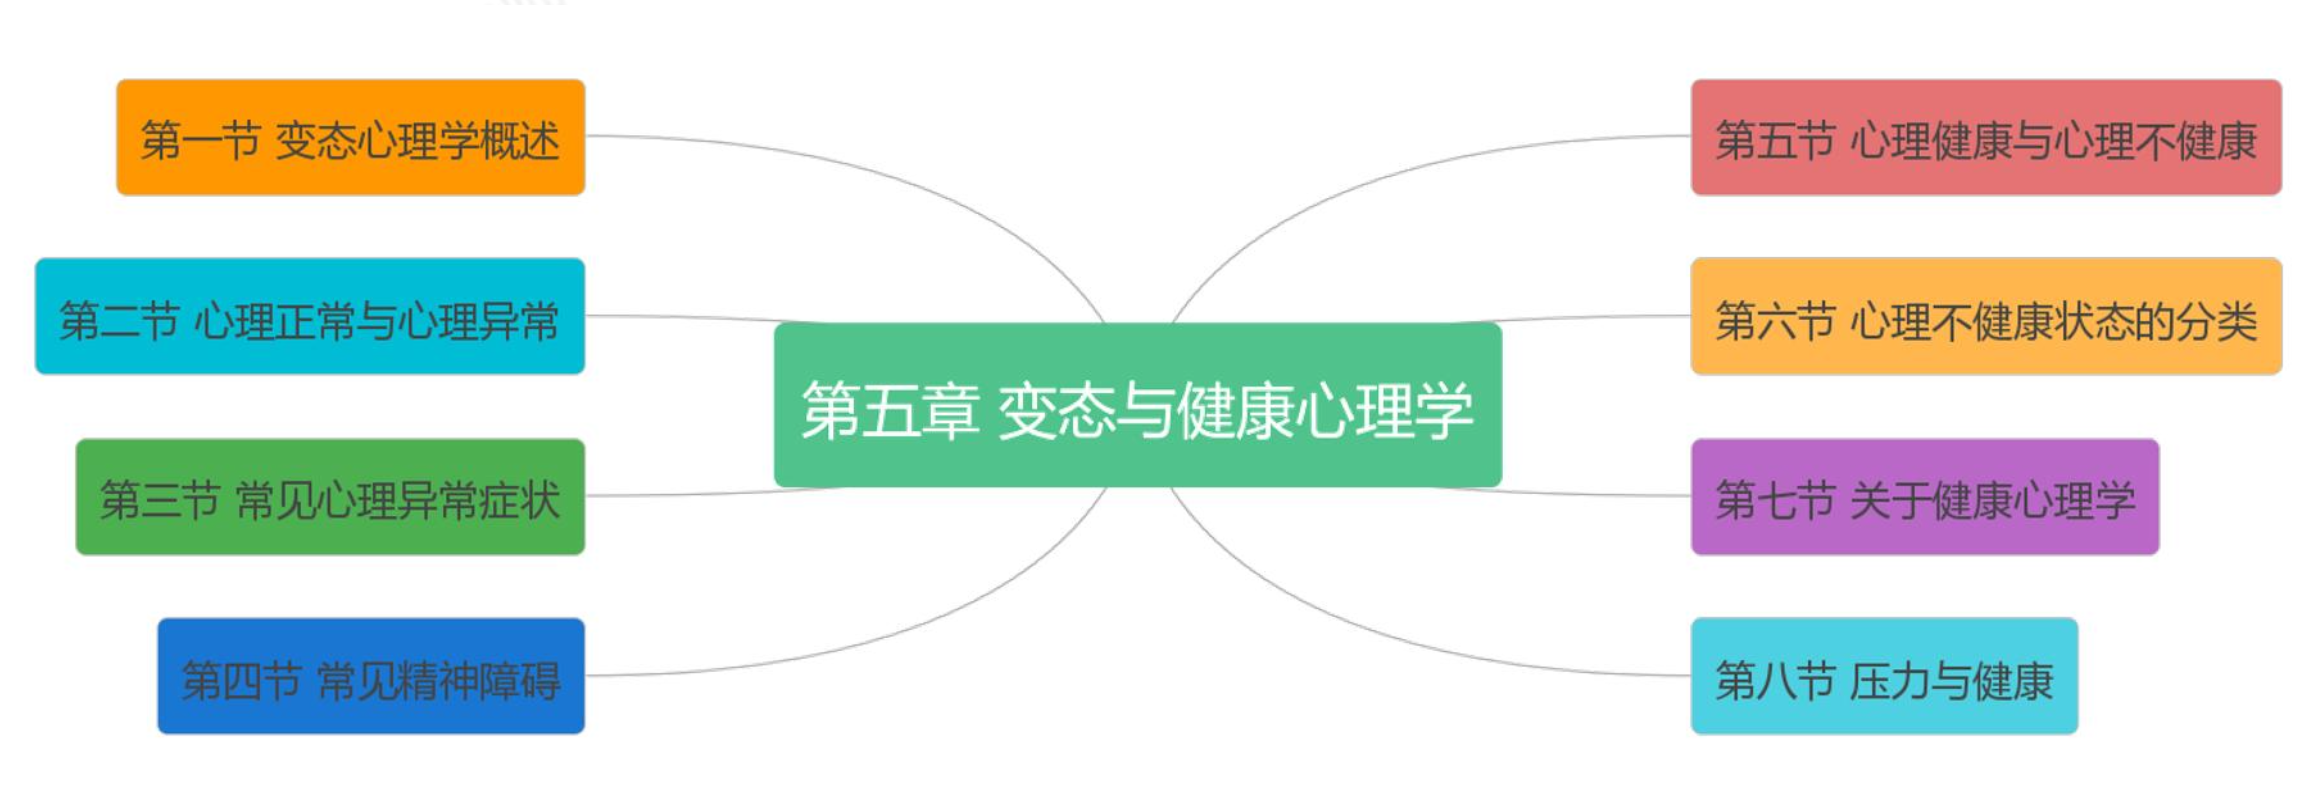 第五章 变态与健康心理学
第一节 变态心理学概述
第二节 心理正常与心理异常
第三节 常见心理异常症状
第四节 常见精神障碍
第五节 心理健康与心理不健康
第六节 心理不健康状态的分类
第七节 关于健康心理学
第八节 压力与健康